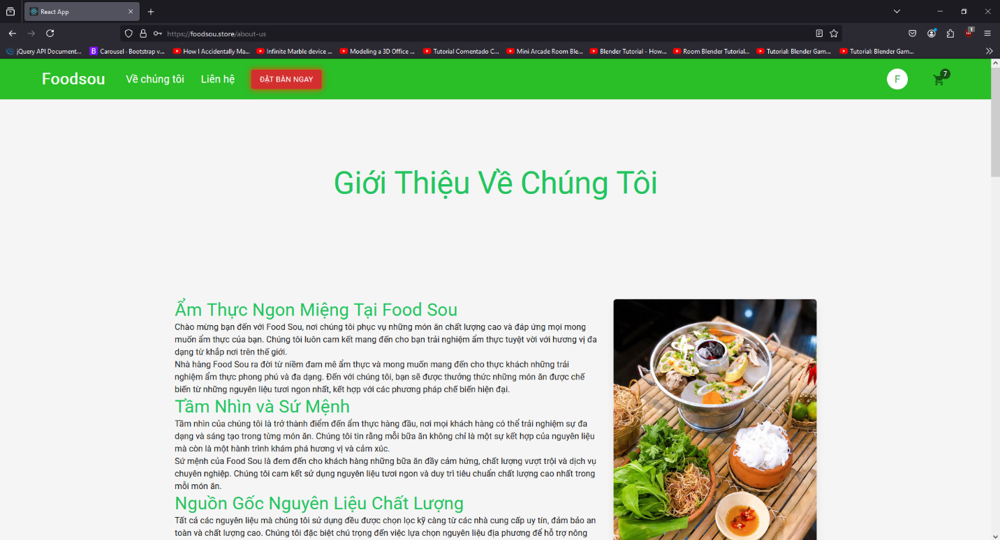 React App
https://foodsou.store/about-us
jQuery API Document...
Carousel · Bootstrap v...
How I Accidentally Ma...
Infinite Marble device ...
Modeling a 3D Office ...
Tutorial Comentado C...
Mini Arcade Room Ble...
Blender Tutorial - How...
Room Blender Tutorial...
Tutorial: Blender Gam...
Tutorial: Blender Gam...
1
Foodsou
Về chúng tôi
Liên hệ
ĐẶT BÀN NGAY
F
7
Giới Thiệu Về Chúng Tôi
Ẩm Thực Ngon Miệng Tại Food Sou
Chào mừng bạn đến với Food Sou, nơi chúng tôi phục vụ những món ăn chất lượng cao và đáp ứng mọi mong
muốn ẩm thực của bạn. Chúng tôi luôn cam kết mang đến cho bạn trải nghiệm ẩm thực tuyệt vời với hương vị đa
dạng từ khắp nơi trên thế giới.
Nhà hàng Food Sou ra đời từ niềm đam mê ẩm thực và mong muốn mang đến cho thực khách những trải
nghiệm ẩm thực phong phú và đa dạng. Đến với chúng tôi, bạn sẽ được thưởng thức những món ăn được chế
biến từ những nguyên liệu tươi ngon nhất, kết hợp với các phương pháp chế biến hiện đại.
Tầm Nhìn và Sứ Mệnh
Tầm nhìn của chúng tôi là trở thành điểm đến ẩm thực hàng đầu, nơi mọi khách hàng có thể trải nghiệm sự đa
dạng và sáng tạo trong từng món ăn. Chúng tôi tin rằng mỗi bữa ăn không chỉ là một sự kết hợp của nguyên liệu
mà còn là một hành trình khám phá hương vị và cảm xúc.
Sứ mệnh của Food Sou là đem đến cho khách hàng những bữa ăn đầy cảm hứng, chất lượng vượt trội và dịch vụ
chuyên nghiệp. Chúng tôi cam kết sử dụng nguyên liệu tươi ngon và duy trì tiêu chuẩn chất lượng cao nhất trong
mỗi món ăn.
Nguồn Gốc Nguyên Liệu Chất Lượng
Tất cả các nguyên liệu mà chúng tôi sử dụng đều được chọn lọc kỹ càng từ các nhà cung cấp uy tín, đảm bảo an
toàn và chất lượng cao. Chúng tôi đặc biệt chú trọng đến việc lựa chọn nguyên liệu địa phương để hỗ trợ nông